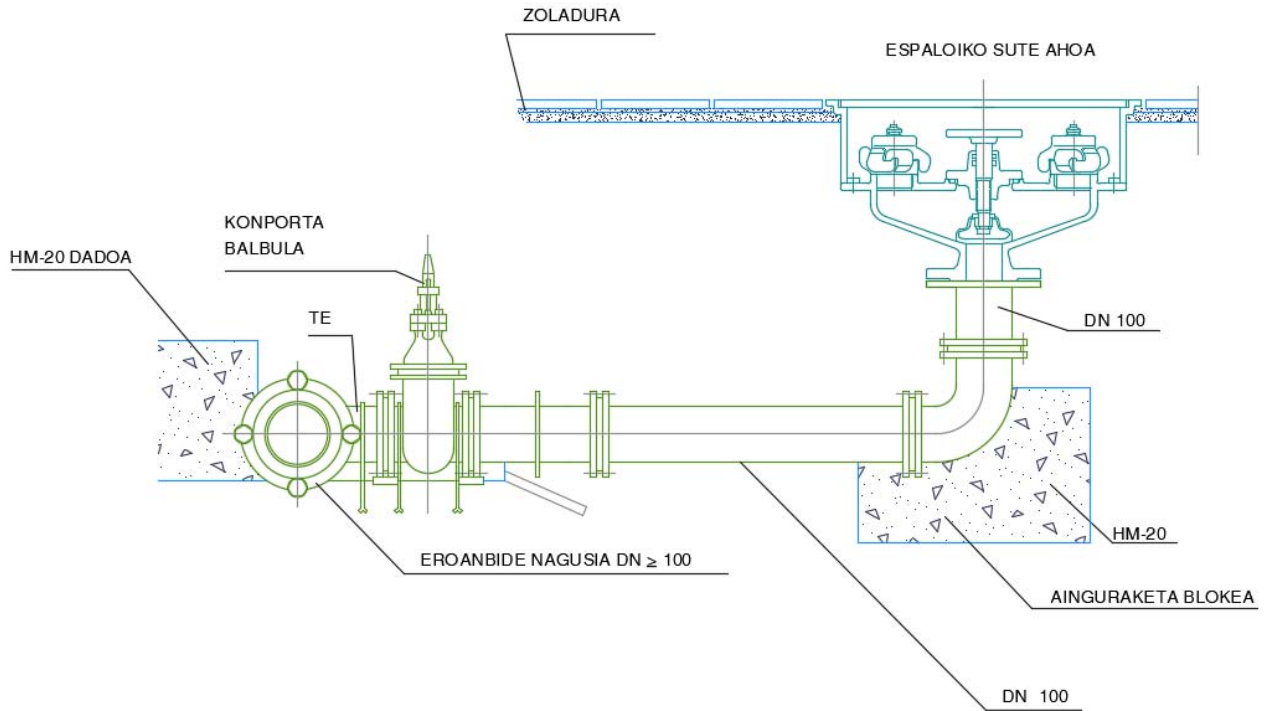 ZOLADURA
ESPALOIKO SUTE AHOA
KONPORTA
BALBULA
HM-20 DADOA
TE
DN 100
HM-20
EROANBIDE NAGUSIA DN ≥ 100
AINGURAKETA BLOKEA
DN 100